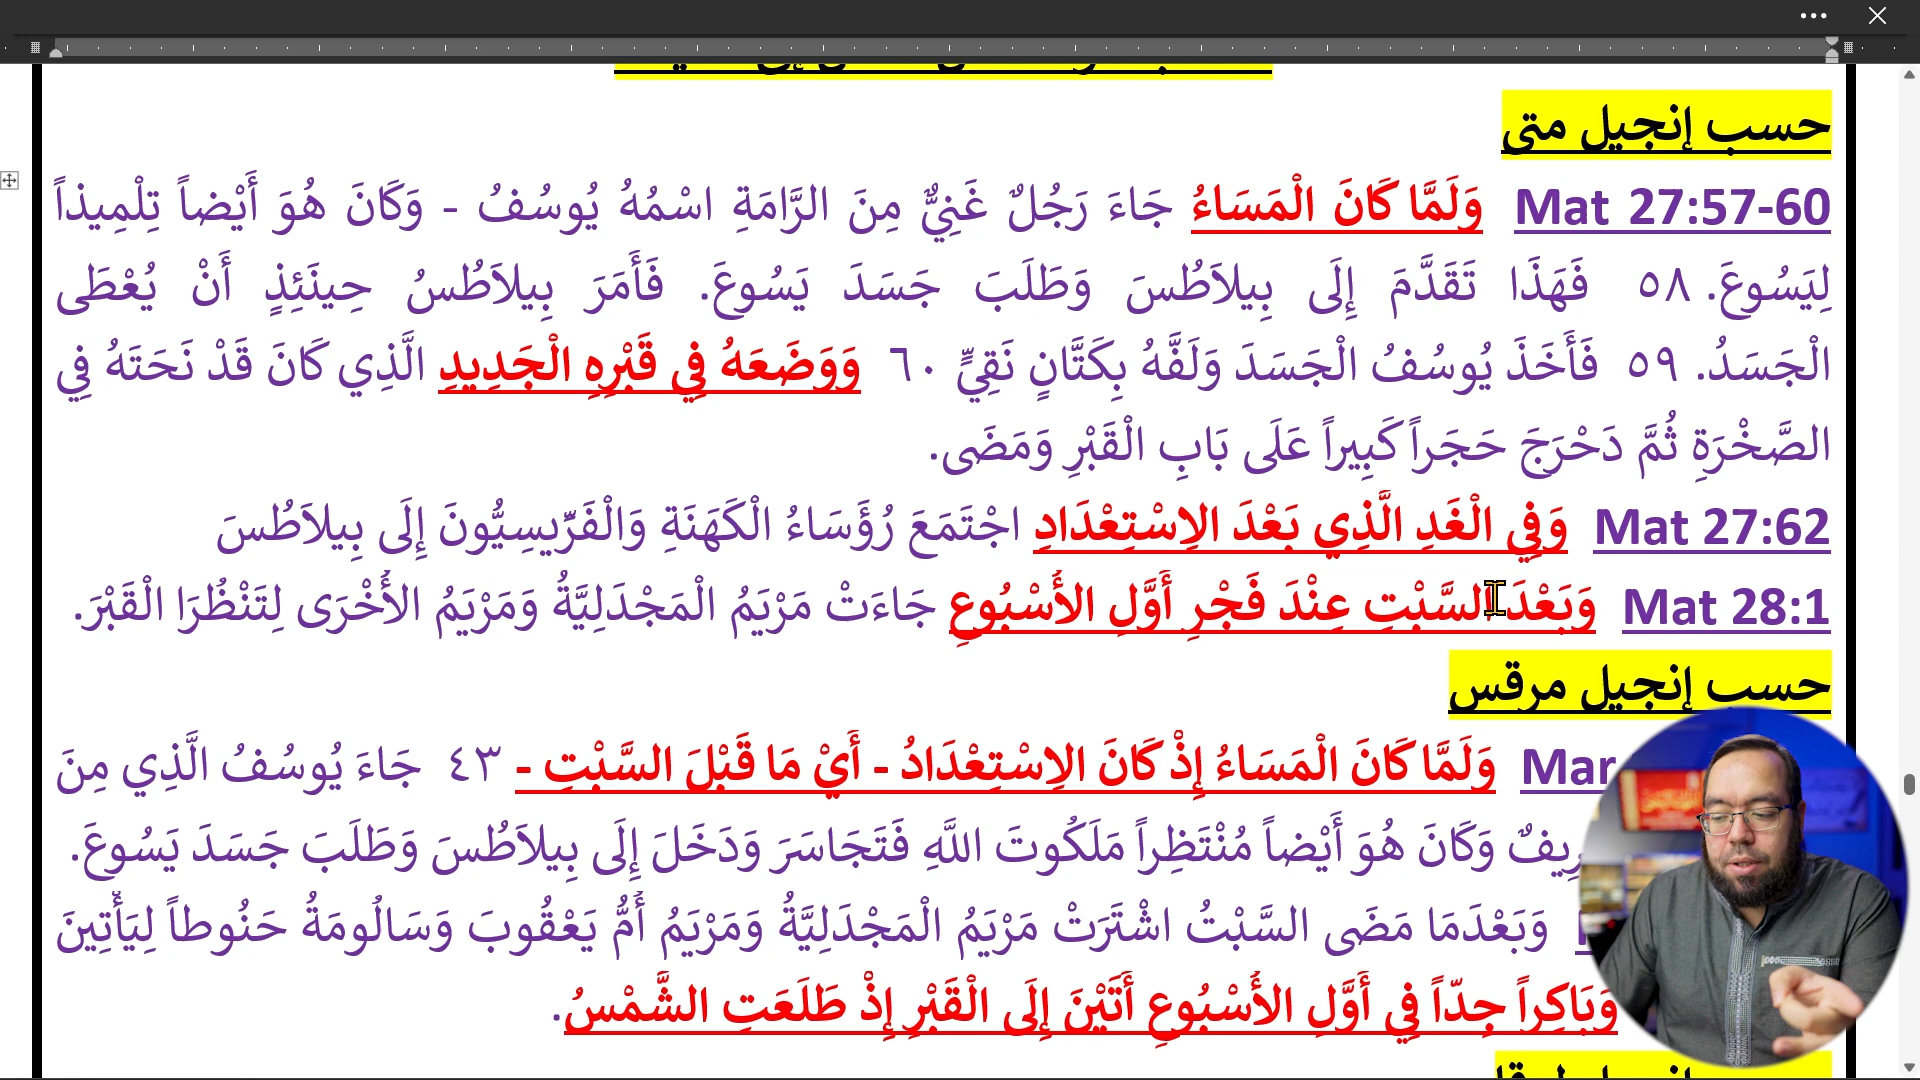 حسب إنجيل متى
Mat 27:57-60 وَلَمَّا كَانَ الْمَسَاءُ جَاءَ رَجُلٌ غَنِيٌّ مِنَ الرَّامَةِ اسْمُهُ يُوسُفُ - وَكَانَ هُوَ أَيْضاً تِلْمِيذاً
لِيَسُوعَ. ٥٨ فَهَذَا تَقَدَّمَ إِلَى بِيلاَطُسَ وَطَلَبَ جَسَدَ يَسُوعَ. فَأَمَرَ بِيلاَطُسُ حِينَئِذٍ أَنْ يُعْطَى
الْجَسَدُ. ٥٩ فَأَخَذَ يُوسُفُ الْجَسَدَ وَلَفَّهُ بِكَتَّانٍ نَقِيٍّ ٦٠ وَوَضَعَهُ فِي قَبْرِهِ الْجَدِيدِ الَّذِي كَانَ قَدْ نَحَتَهُ فِي
الصَّخْرَةِ ثُمَّ دَحْرَجَ حَجَراً كَبِيراً عَلَى بَابِ الْقَبْرِ وَمَضَى.
Mat 27:62 وَفِي الْغَدِ الَّذِي بَعْدَ الاِسْتِعْدَادِ اجْتَمَعَ رُؤَسَاءُ الْكَهَنَةِ وَالْفَرِّيسِيُّونَ إِلَى بِيلاَطُسَ
Mat 28:1 وَبَعْدَ السَّبْتِ عِنْدَ فَجْرِ أَوَّلِ الأُسْبُوعِ جَاءَتْ مَرْيَمُ الْمَجْدَلِيَّةُ وَمَرْيَمُ الأُخْرَى لِتَنْظُرَا الْقَبْرَ.
حسب إنجيل مرقس
Mar وَلَمَّا كَانَ الْمَسَاءُ إِذْ كَانَ الاِسْتِعْدَادُ - أَيْ مَا قَبْلَ السَّبْتِ - ٤٣ جَاءَ يُوسُفُ الَّذِي مِنَ
وَكَانَ هُوَ أَيْضاً مُنْتَظِراً مَلَكُوتَ اللَّهِ فَتَجَاسَرَ وَدَخَلَ إِلَى بِيلاَطُسَ وَطَلَبَ جَسَدَ يَسُوعَ.
وَبَعْدَمَا مَضَى السَّبْتُ اشْتَرَتْ مَرْيَمُ الْمَجْدَلِيَّةُ وَمَرْيَمُ أُمُّ يَعْقُوبَ وَسَالُومَةُ حَنُوطاً لِيَأْتِينَ
وَبَاكِراً جِدّاً فِي أَوَّلِ الأُسْبُوعِ أَتَيْنَ إِلَى الْقَبْرِ إِذْ طَلَعَتِ الشَّمْسُ.